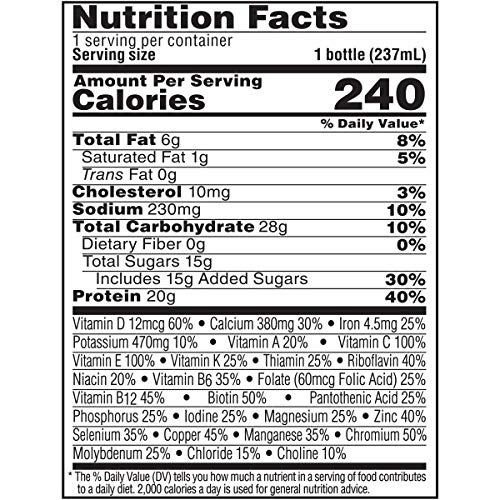 Nutrition Facts
1 serving per container
Serving size 1 bottle (237mL)
Amount Per Serving
Calories 240
% Daily Value*
Total Fat 6g 8%
Saturated Fat 1g 5%
Trans Fat 0g
Cholesterol 10mg 3%
Sodium 230mg 10%
Total Carbohydrate 28g 10%
Dietary Fiber 0g 0%
Total Sugars 15g
Includes 15g Added Sugars 30%
Protein 20g 40%
Vitamin D 12mcg 60% • Calcium 380mg 30% • Iron 4.5mg 25%
Potassium 470mg 10% • Vitamin A 20% • Vitamin C 100%
Vitamin E 100% • Vitamin K 25% • Thiamin 25% • Riboflavin 40%
Niacin 20% • Vitamin B6 35% • Folate (60mcg Folic Acid) 25%
Vitamin B12 45% • Biotin 50% • Pantothenic Acid 25%
Phosphorus 25% • Iodine 25% • Magnesium 25% • Zinc 40%
Selenium 35% • Copper 45% • Manganese 35% • Chromium 50%
Molybdenum 25% • Chloride 15% • Choline 10%
* The % Daily Value (DV) tells you how much a nutrient in a serving of food contributes
to a daily diet. 2,000 calories a day is used for general nutrition advice.